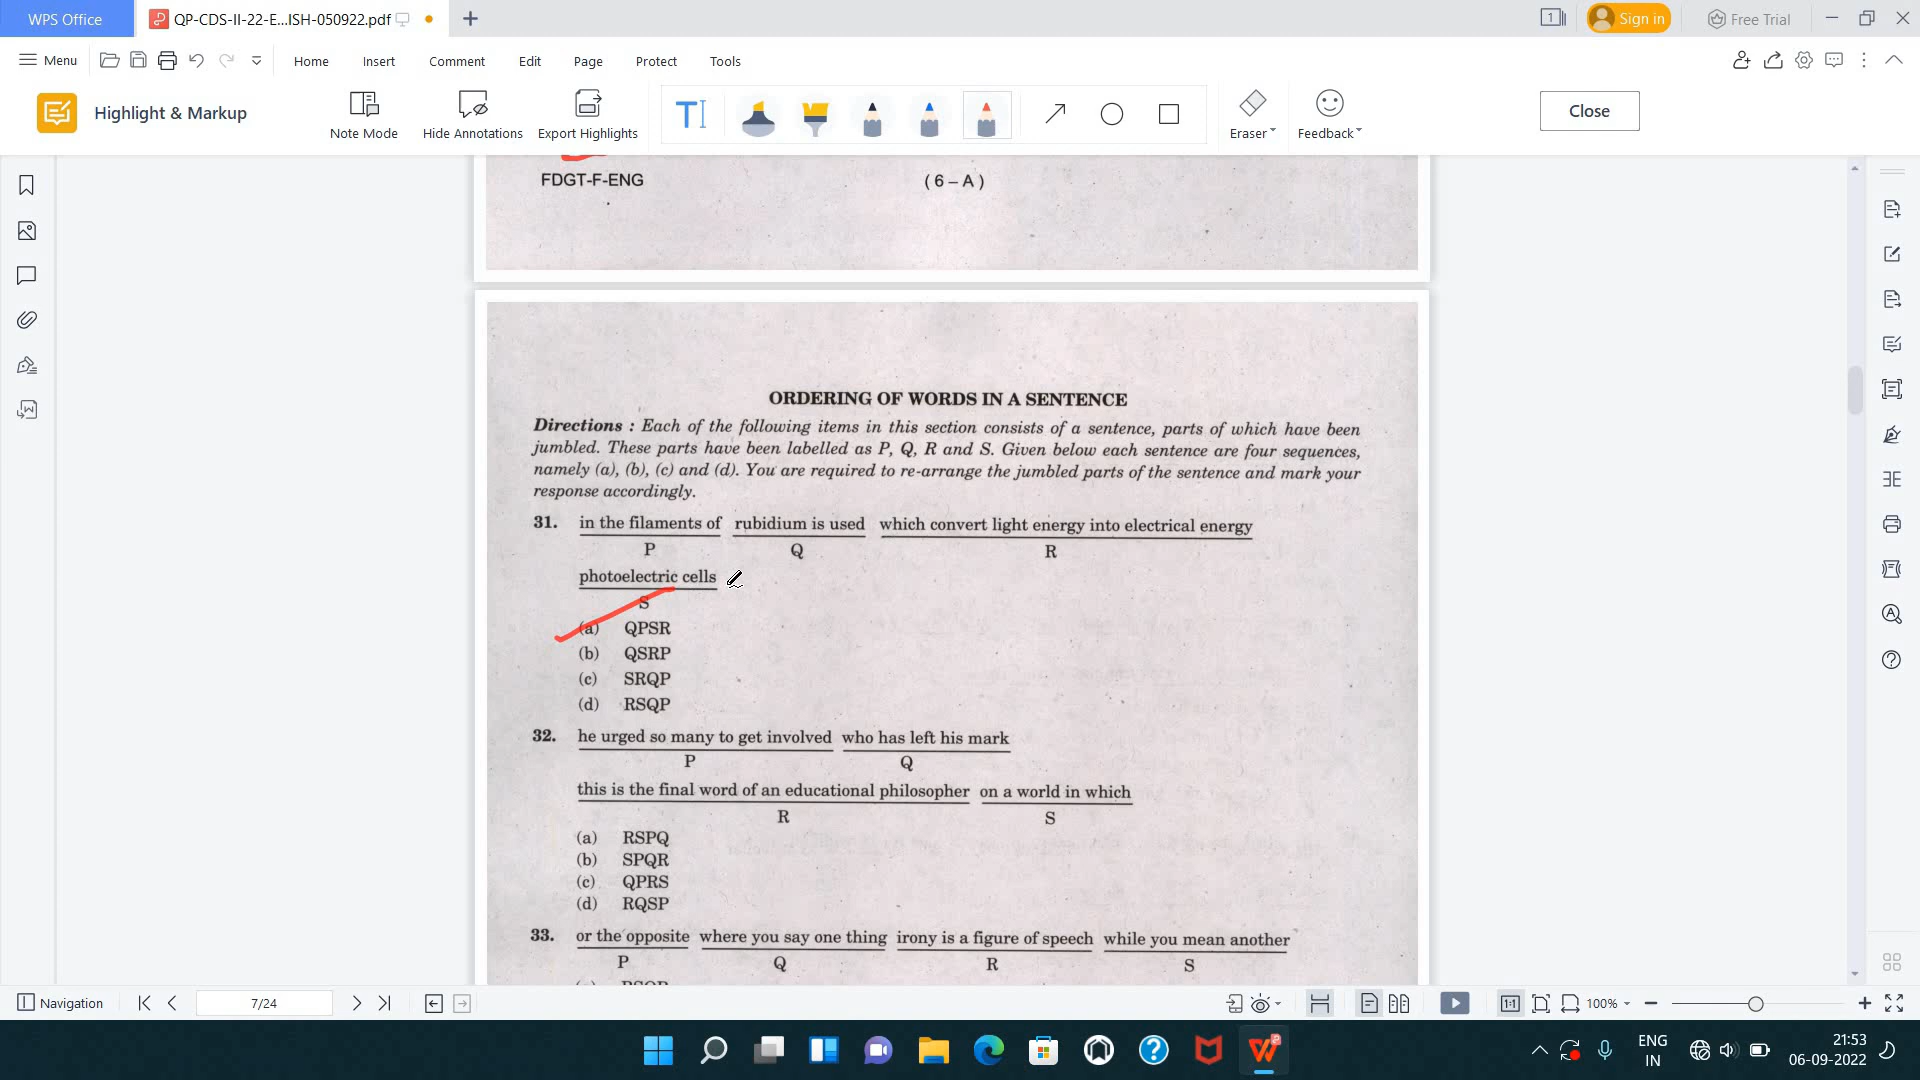 WPS Office
QP-CDS-II-22-E...ISH-050922.pdf
1
Sign in
Free Trial
Menu
Home Insert Comment Edit Page Protect Tools
Highlight & Markup
Note Mode
Hide Annotations
Export Highlights
Eraser
Feedback
Close
FDGT-F-ENG
( 6 – A )
ORDERING OF WORDS IN A SENTENCE
Directions : Each of the following items in this section consists of a sentence, parts of which have been
jumbled. These parts have been labelled as P, Q, R and S. Given below each sentence are four sequences,
namely (a), (b), (c) and (d). You are required to re-arrange the jumbled parts of the sentence and mark your
response accordingly.
31. in the filaments of rubidium is used which convert light energy into electrical energy
P Q R
photoelectric cells
S
(a) QPSR
(b) QSRP
(c) SRQP
(d) RSQP
32. he urged so many to get involved who has left his mark
P Q
this is the final word of an educational philosopher on a world in which
R S
(a) RSPQ
(b) SPQR
(c) QPRS
(d) RQSP
33. or the opposite where you say one thing irony is a figure of speech while you mean another
P Q R S
Navigation
7/24
1:1
100%
ENG
IN
21:53
06-09-2022